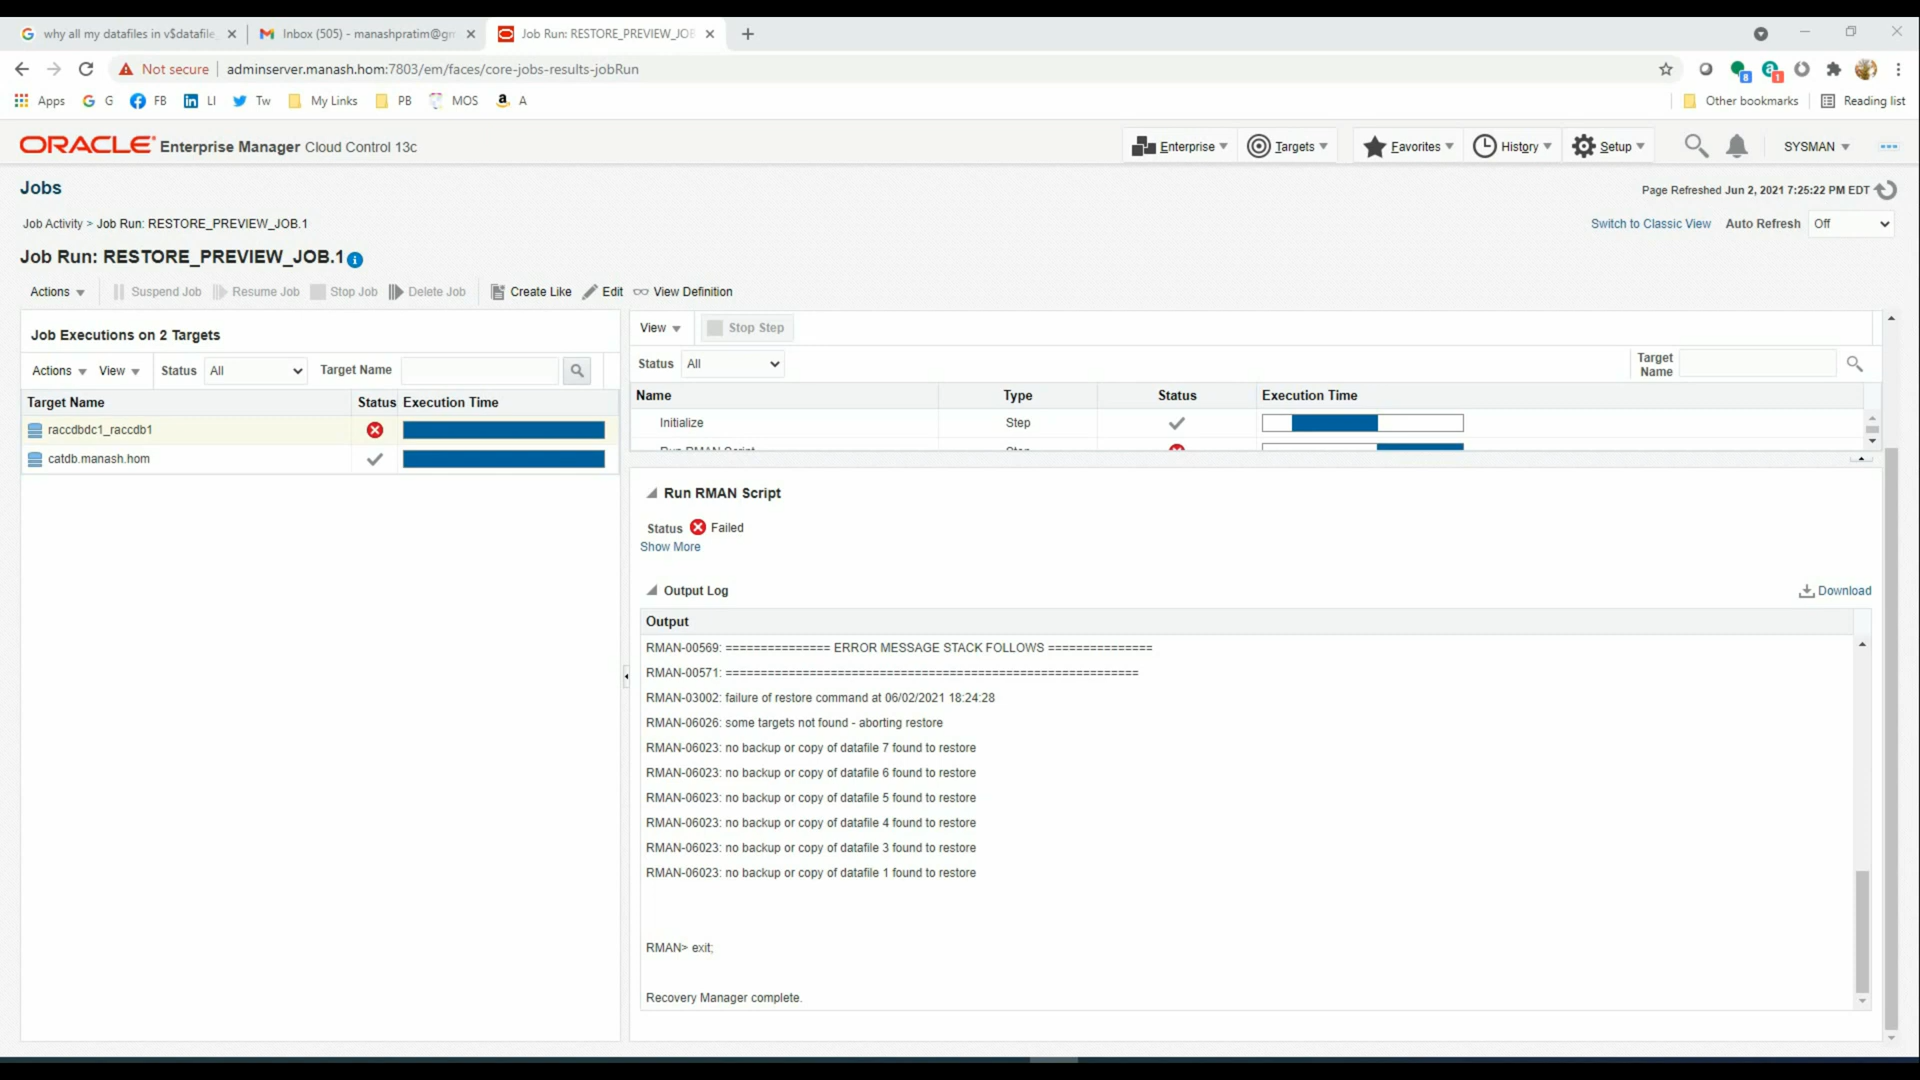 why all my datafiles in v$datafile
Inbox (505) - manashpratim@gm
Job Run: RESTORE_PREVIEW_JOB
Not secure
adminserver.manash.hom:7803/em/faces/core-jobs-results-jobRun
Apps G FB LI Tw My Links PB MOS A
Other bookmarks
Reading list
ORACLE Enterprise Manager Cloud Control 13c
Enterprise Targets Favorites History Setup SYSMAN
Jobs
Page Refreshed Jun 2, 2021 7:25:22 PM EDT
Job Activity > Job Run: RESTORE_PREVIEW_JOB.1
Switch to Classic View Auto Refresh Off
Job Run: RESTORE_PREVIEW_JOB.1
Actions Suspend Job Resume Job Stop Job Delete Job Create Like Edit View Definition
Job Executions on 2 Targets
Actions View Status All Target Name
Target Name Status Execution Time
raccdbdc1_raccdb1
catdb.manash.hom
View Stop Step
Status All
Target Name
Name Type Status Execution Time
Initialize Step
Run RMAN Script Step
Run RMAN Script
Status Failed
Show More
Output Log
Download
Output
RMAN-00569: =============== ERROR MESSAGE STACK FOLLOWS ===============
RMAN-00571: ===========================================================
RMAN-03002: failure of restore command at 06/02/2021 18:24:28
RMAN-06026: some targets not found - aborting restore
RMAN-06023: no backup or copy of datafile 7 found to restore
RMAN-06023: no backup or copy of datafile 6 found to restore
RMAN-06023: no backup or copy of datafile 5 found to restore
RMAN-06023: no backup or copy of datafile 4 found to restore
RMAN-06023: no backup or copy of datafile 3 found to restore
RMAN-06023: no backup or copy of datafile 1 found to restore
RMAN> exit;
Recovery Manager complete.